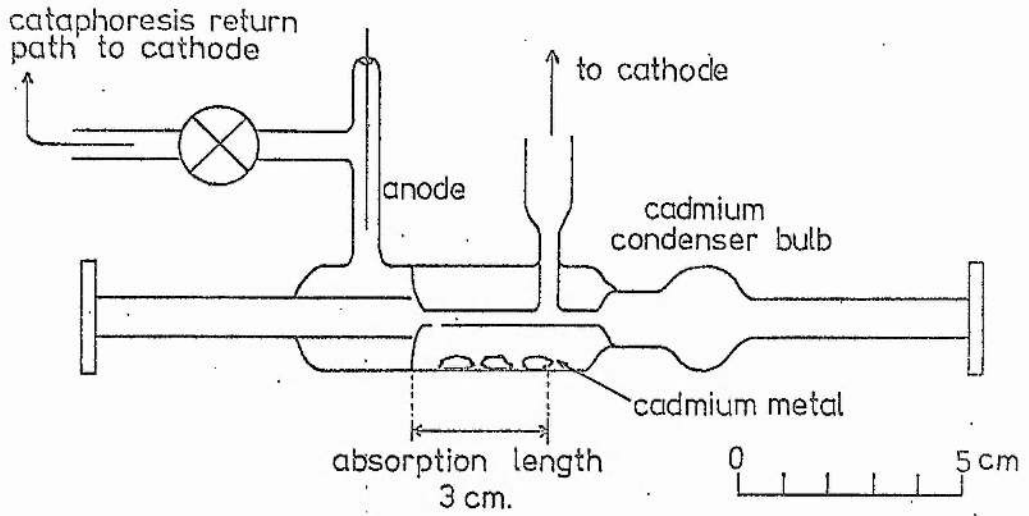 cataphoresis return
path to cathode
to cathode
anode
cadmium
condenser bulb
cadmium metal
absorption length
3 cm.
0 5 cm